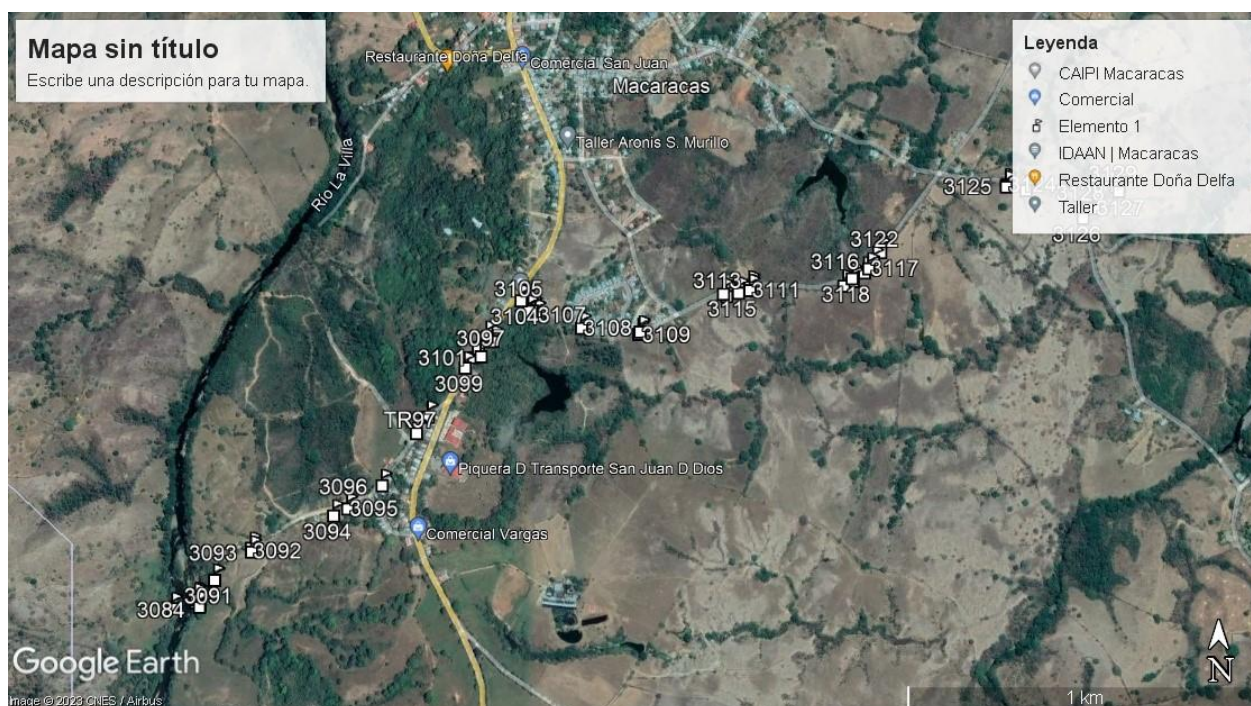 Mapa sin título
Escribe una descripción para tu mapa.
Leyenda
CAIPI Macaracas
Comercial
Elemento 1
IDAAN | Macaracas
Restaurante Doña Delfa
Taller
Restaurante Doña Delfa
Comercial San Juan
Macaracas
Taller Aronis S. Murillo
Río La Villa
3125
3127
3126
3122
3116
3117
3118
3113
3111
3115
3105
3104
3107
3108
3109
3097
3101
3099
TR97
Piquera D Transporte San Juan D Dios
3096
3095
3094
Comercial Vargas
3093
3092
3091
3084
Google Earth
Image © 2023 CNES / Airbus
N
1 km